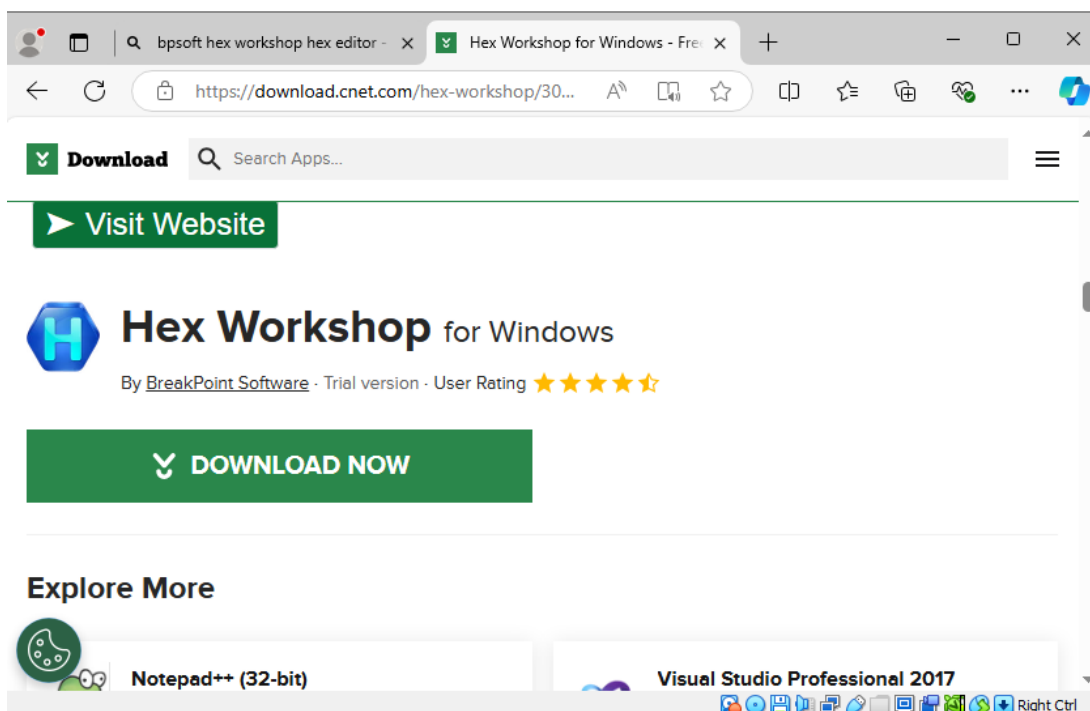 bpsoft hex workshop hex editor -
Hex Workshop for Windows - Free
https://download.cnet.com/hex-workshop/30...
Download
Search Apps...
Visit Website
Hex Workshop for Windows
By BreakPoint Software · Trial version · User Rating
DOWNLOAD NOW
Explore More
Notepad++ (32-bit)
Visual Studio Professional 2017
Right Ctrl